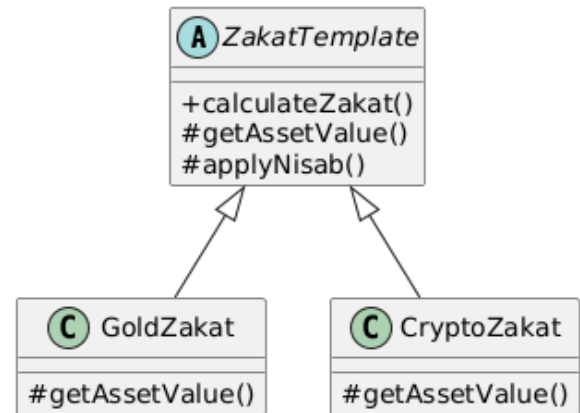 A ZakatTemplate
+calculateZakat()
#getAssetValue()
#applyNisab()
C GoldZakat
#getAssetValue()
C CryptoZakat
#getAssetValue()